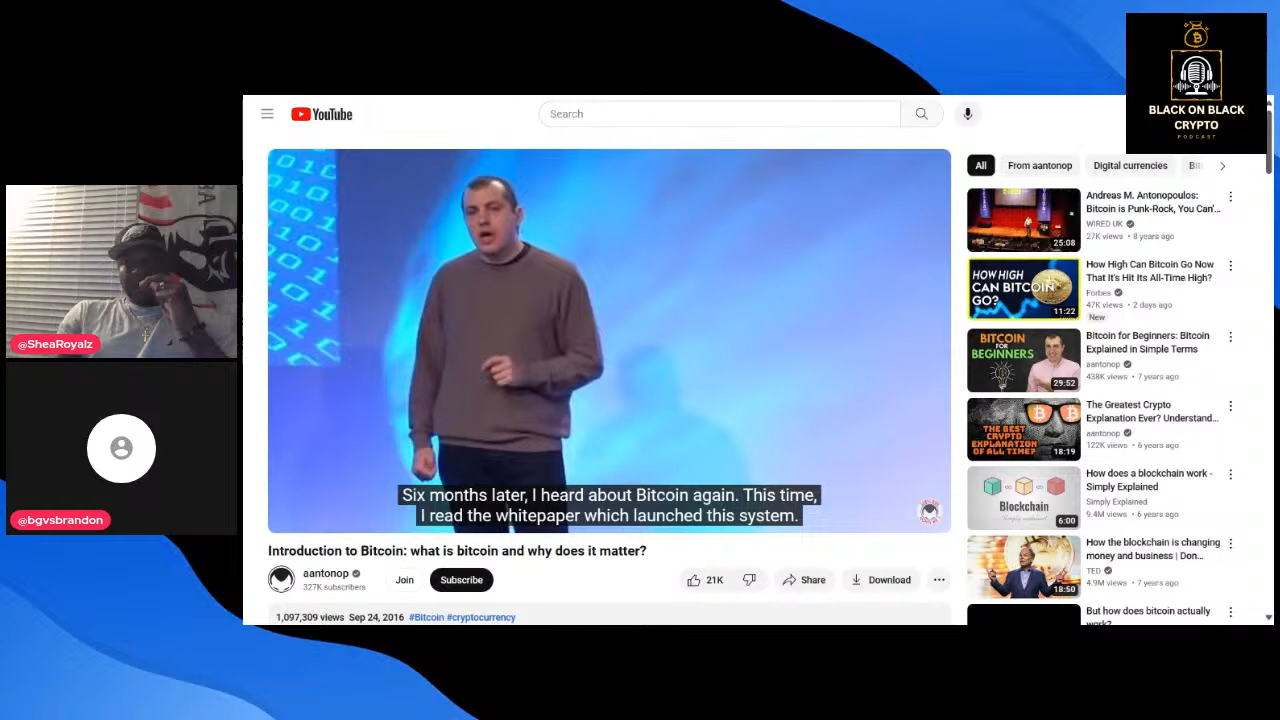 BLACK ON BLACK
CRYPTO
PODCAST
YouTube
Search
All
From aantonop
Digital currencies
0101
Six months later, I heard about Bitcoin again. This time,
I read the whitepaper which launched this system.
Introduction to Bitcoin: what is bitcoin and why does it matter?
aantonop
327K subscribers
Join
Subscribe
21K
Share
Download
1,097,309 views Sep 24, 2016 #Bitcoin #cryptocurrency
25:08
Andreas M. Antonopoulos:
Bitcoin is Punk-Rock, You Can'...
WIRED UK
27K views • 8 years ago
HOW HIGH
CAN BITCOIN
GO?
11:22
How High Can Bitcoin Go Now
That It's Hit Its All-Time High?
Forbes
47K views • 2 days ago
New
BITCOIN
FOR
BEGINNERS
29:52
Bitcoin for Beginners: Bitcoin
Explained in Simple Terms
aantonop
438K views • 7 years ago
THE BEST
CRYPTO
EXPLANATION
OF ALL TIME?
18:19
The Greatest Crypto
Explanation Ever? Understand...
aantonop
122K views • 6 years ago
Blockchain
Simply explained
6:00
How does a blockchain work -
Simply Explained
Simply Explained
9.4M views • 6 years ago
18:50
How the blockchain is changing
money and business | Don...
TED
4.9M views • 7 years ago
But how does bitcoin actually
work?
@SheaRoyalz
@bgvsbrandon